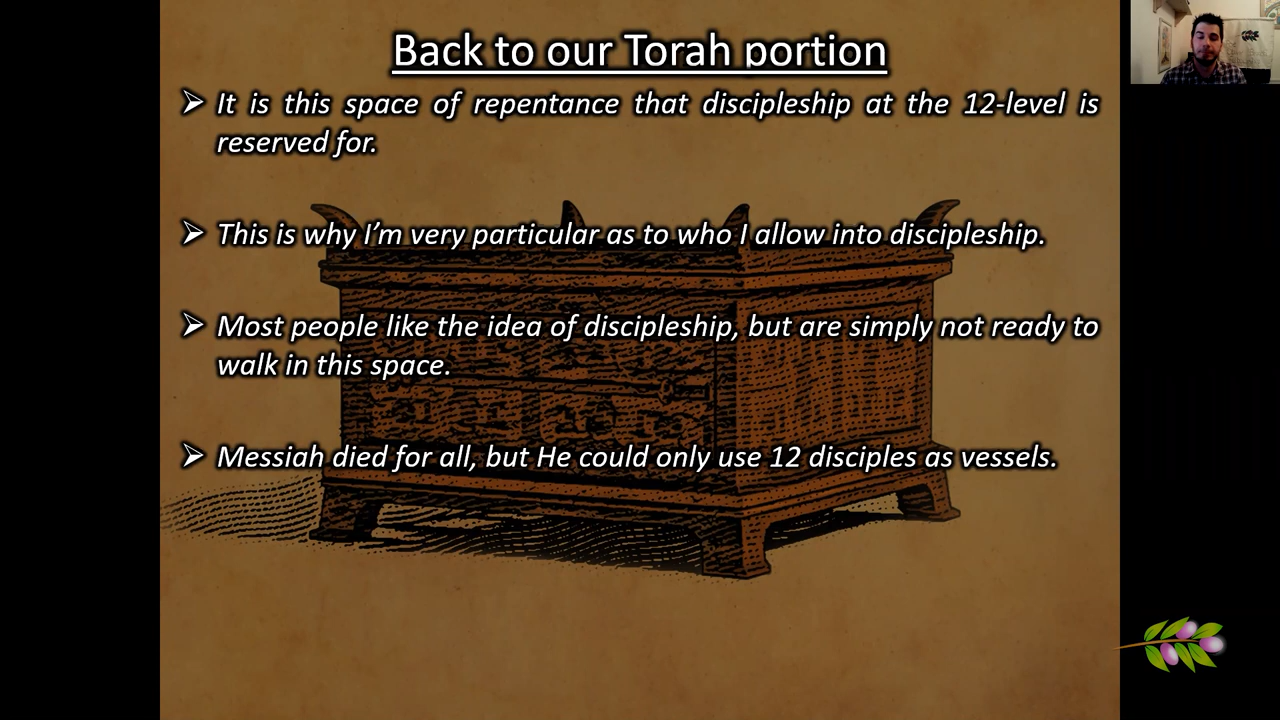 Back to our Torah portion
➢ It is this space of repentance that discipleship at the 12-level is
reserved for.
➢ This is why I’m very particular as to who I allow into discipleship.
➢ Most people like the idea of discipleship, but are simply not ready to
walk in this space.
➢ Messiah died for all, but He could only use 12 disciples as vessels.